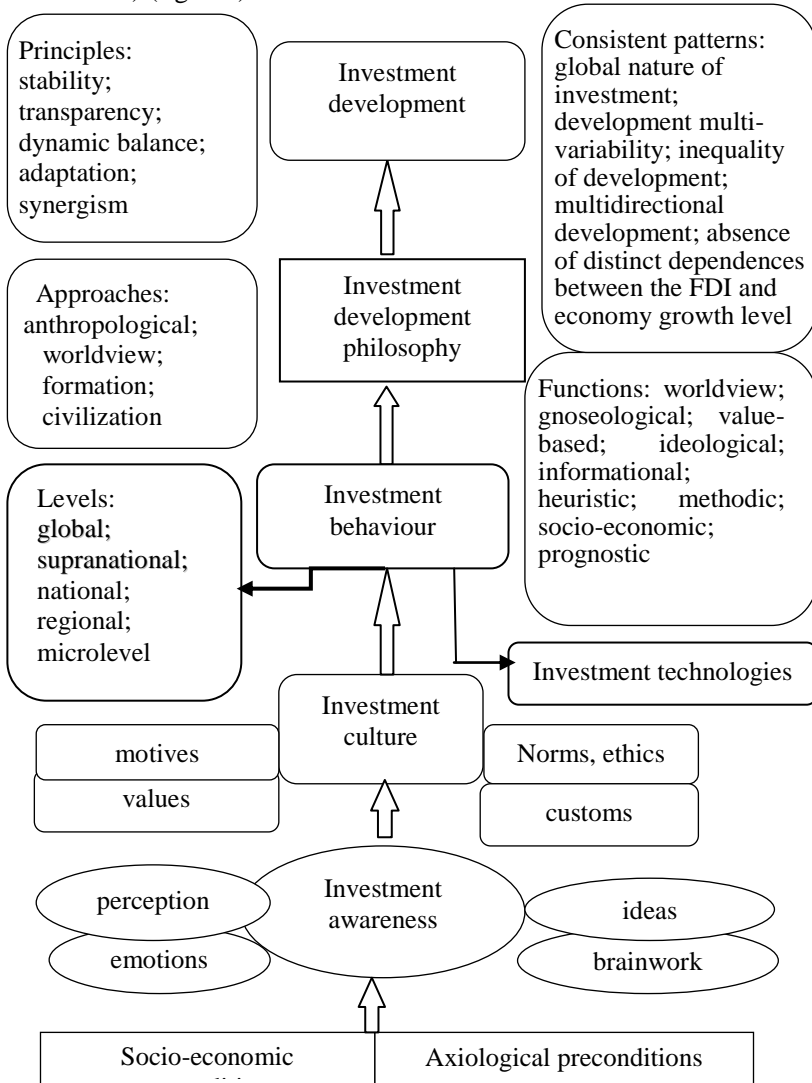 Principles:
stability;
transparency;
dynamic balance;
adaptation;
synergism
Investment
development
Consistent patterns:
global nature of
investment;
development multi-
variability; inequality
of development;
multidirectional
development; absence
of distinct dependences
between the FDI and
economy growth level
Approaches:
anthropological;
worldview;
formation;
civilization
Investment
development
philosophy
Functions: worldview;
gnoseological; value-
based; ideological;
informational;
heuristic; methodic;
socio-economic;
prognostic
Levels:
global;
supranational;
national;
regional;
microlevel
Investment
behaviour
Investment technologies
Investment
culture
motives
values
Norms, ethics
customs
Investment
awareness
perception
emotions
ideas
brainwork
Socio-economic
Axiological preconditions